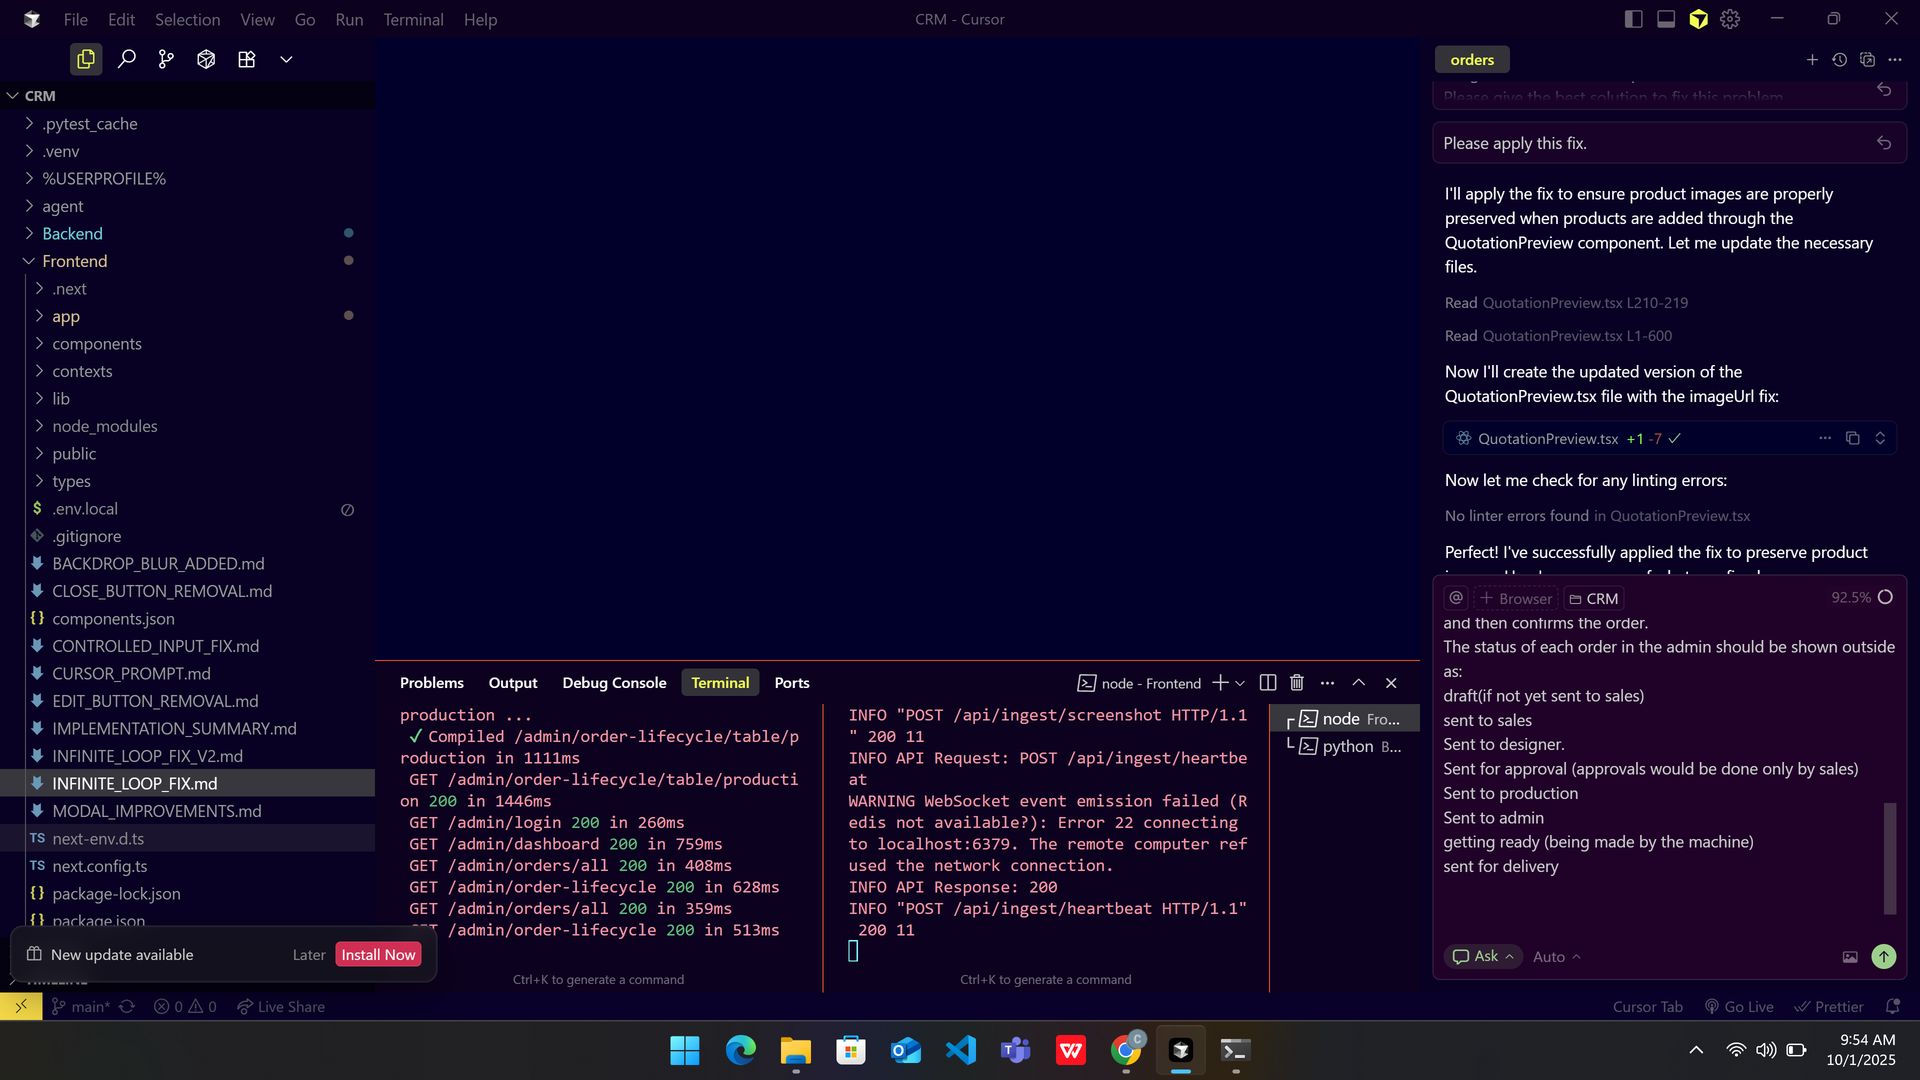 File Edit Selection View Go Run Terminal Help
CRM - Cursor
CRM
.pytest_cache
.venv
%USERPROFILE%
agent
Backend
Frontend
.next
app
components
contexts
lib
node_modules
public
types
$ .env.local
.gitignore
BACKDROP_BLUR_ADDED.md
CLOSE_BUTTON_REMOVAL.md
{} components.json
CONTROLLED_INPUT_FIX.md
CURSOR_PROMPT.md
EDIT_BUTTON_REMOVAL.md
IMPLEMENTATION_SUMMARY.md
INFINITE_LOOP_FIX_V2.md
INFINITE_LOOP_FIX.md
MODAL_IMPROVEMENTS.md
TS next-env.d.ts
TS next.config.ts
{} package-lock.json
package.json
New update available Later Install Now
TIMELINE
main* 0 0 Live Share
Problems Output Debug Console Terminal Ports
node - Frontend
production ...
✓ Compiled /admin/order-lifecycle/table/p
roduction in 1111ms
GET /admin/order-lifecycle/table/producti
on 200 in 1446ms
GET /admin/login 200 in 260ms
GET /admin/dashboard 200 in 759ms
GET /admin/orders/all 200 in 408ms
GET /admin/order-lifecycle 200 in 628ms
GET /admin/orders/all 200 in 359ms
GET /admin/order-lifecycle 200 in 513ms
Ctrl+K to generate a command
INFO "POST /api/ingest/screenshot HTTP/1.1
" 200 11
INFO API Request: POST /api/ingest/heartbe
at
WARNING WebSocket event emission failed (R
edis not available?): Error 22 connecting
to localhost:6379. The remote computer ref
used the network connection.
INFO API Response: 200
INFO "POST /api/ingest/heartbeat HTTP/1.1"
200 11
Ctrl+K to generate a command
node Fro...
python B...
orders
Please give the best solution to fix this problem
Please apply this fix.
I'll apply the fix to ensure product images are properly
preserved when products are added through the
QuotationPreview component. Let me update the necessary
files.
Read QuotationPreview.tsx L210-219
Read QuotationPreview.tsx L1-600
Now I'll create the updated version of the
QuotationPreview.tsx file with the imageUrl fix:
QuotationPreview.tsx +1 -7
Now let me check for any linting errors:
No linter errors found in QuotationPreview.tsx
Perfect! I've successfully applied the fix to preserve product
@ + Browser CRM 92.5%
and then confirms the order.
The status of each order in the admin should be shown outside
as:
draft(if not yet sent to sales)
sent to sales
Sent to designer.
Sent for approval (approvals would be done only by sales)
Sent to production
Sent to admin
getting ready (being made by the machine)
sent for delivery
Ask Auto
Cursor Tab Go Live Prettier
C
9:54 AM
10/1/2025